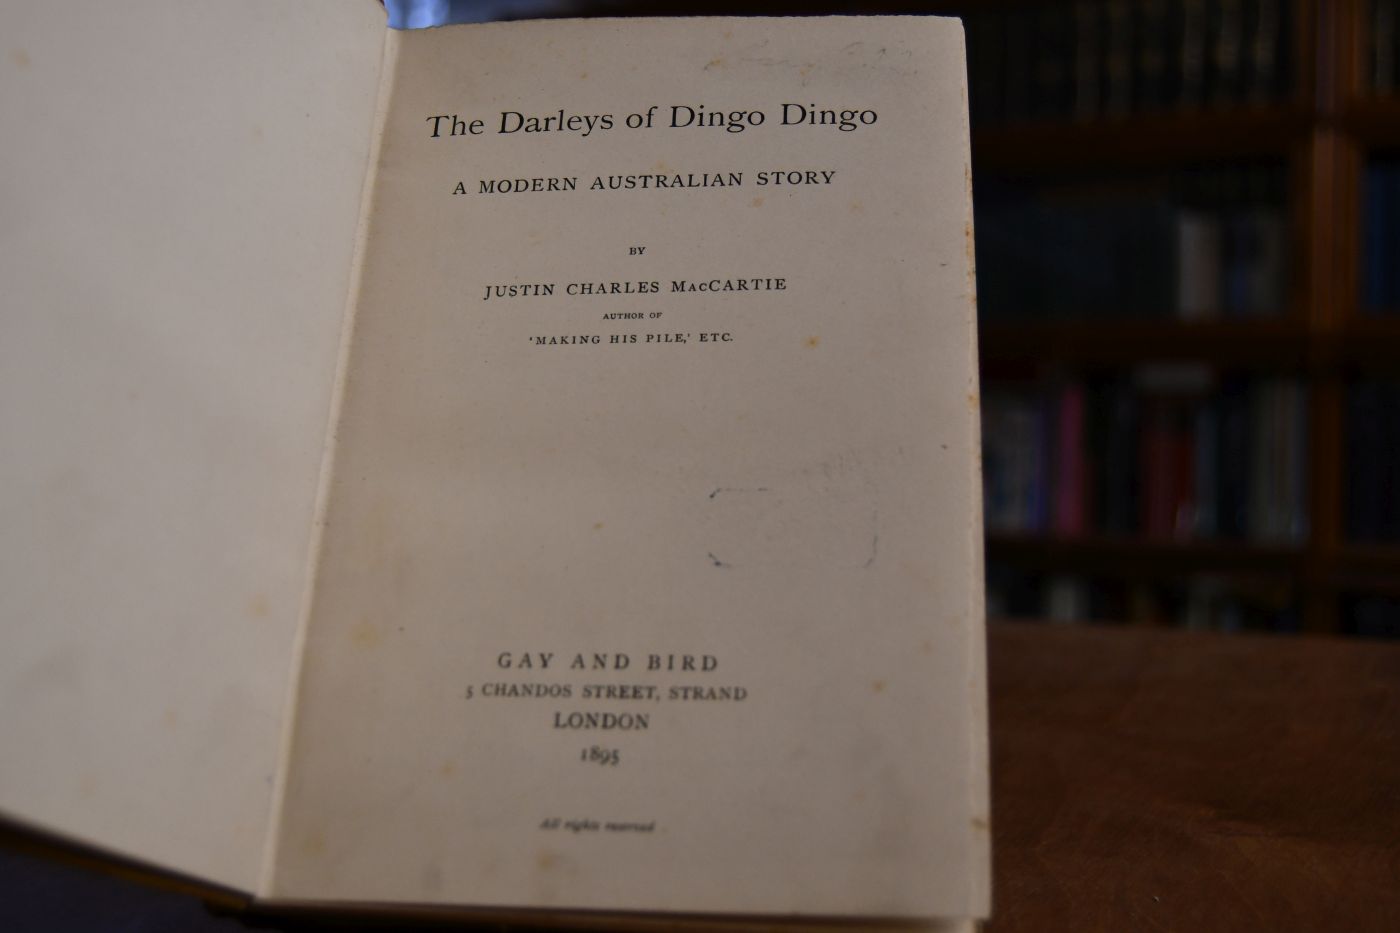 The Darleys of Dingo Dingo
A MODERN AUSTRALIAN STORY
BY
JUSTIN CHARLES MacCARTIE
AUTHOR OF
‘MAKING HIS PILE,’ ETC.
GAY AND BIRD
5 CHANDOS STREET, STRAND
LONDON
1895
All rights reserved